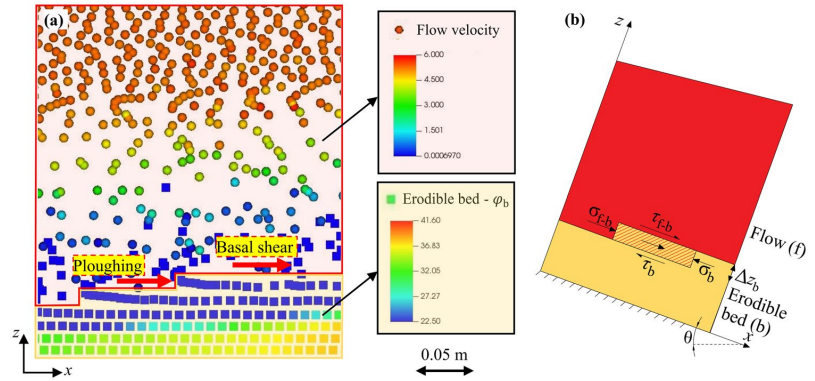 (a)
Flow velocity
6.000
4.500
3.000
1.501
0.0006970
Erodible bed - φb
41.60
36.83
32.05
27.27
22.50
Ploughing
Basal shear
z
x
0.05 m
(b)
z
σf-b
τf-b
τb
σb
Flow (f)
Δzb
Erodible
bed (b)
θ
x